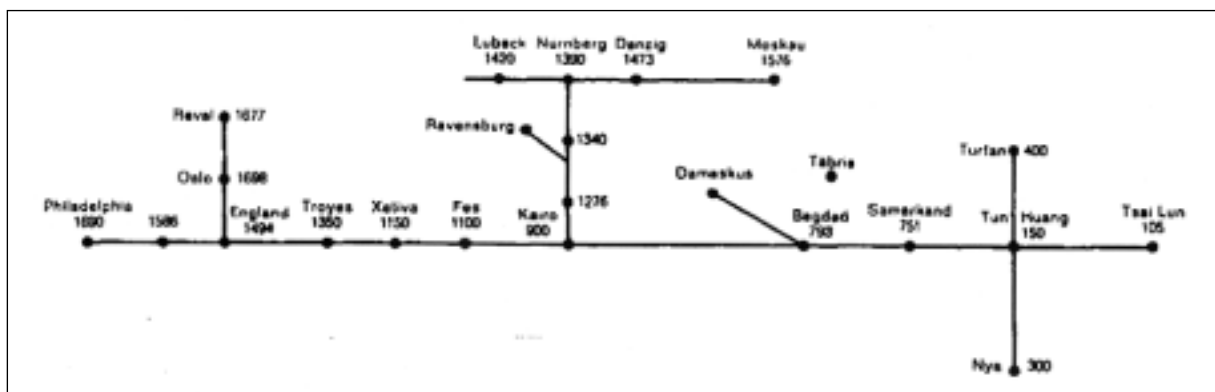 Lubeck Nurnberg Danzig Moskau
1420 1390 1473 1576
Reval 1677
Ravensburg 1340
Tabris
Turfan 400
Damaskus
Oslo 1698
1276
Philadelphia
1690
1586
England
1494
Troyes
1350
Xativa
1150
Fes
1100
Kairo
900
Bagdad
793
Samarkand
751
Tun Huang
150
Tsai Lun
105
Nya 300